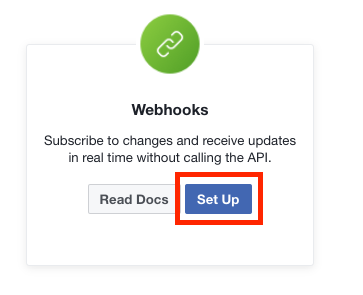 Webhooks
Subscribe to changes and receive updates
in real time without calling the API.
Read Docs
Set Up